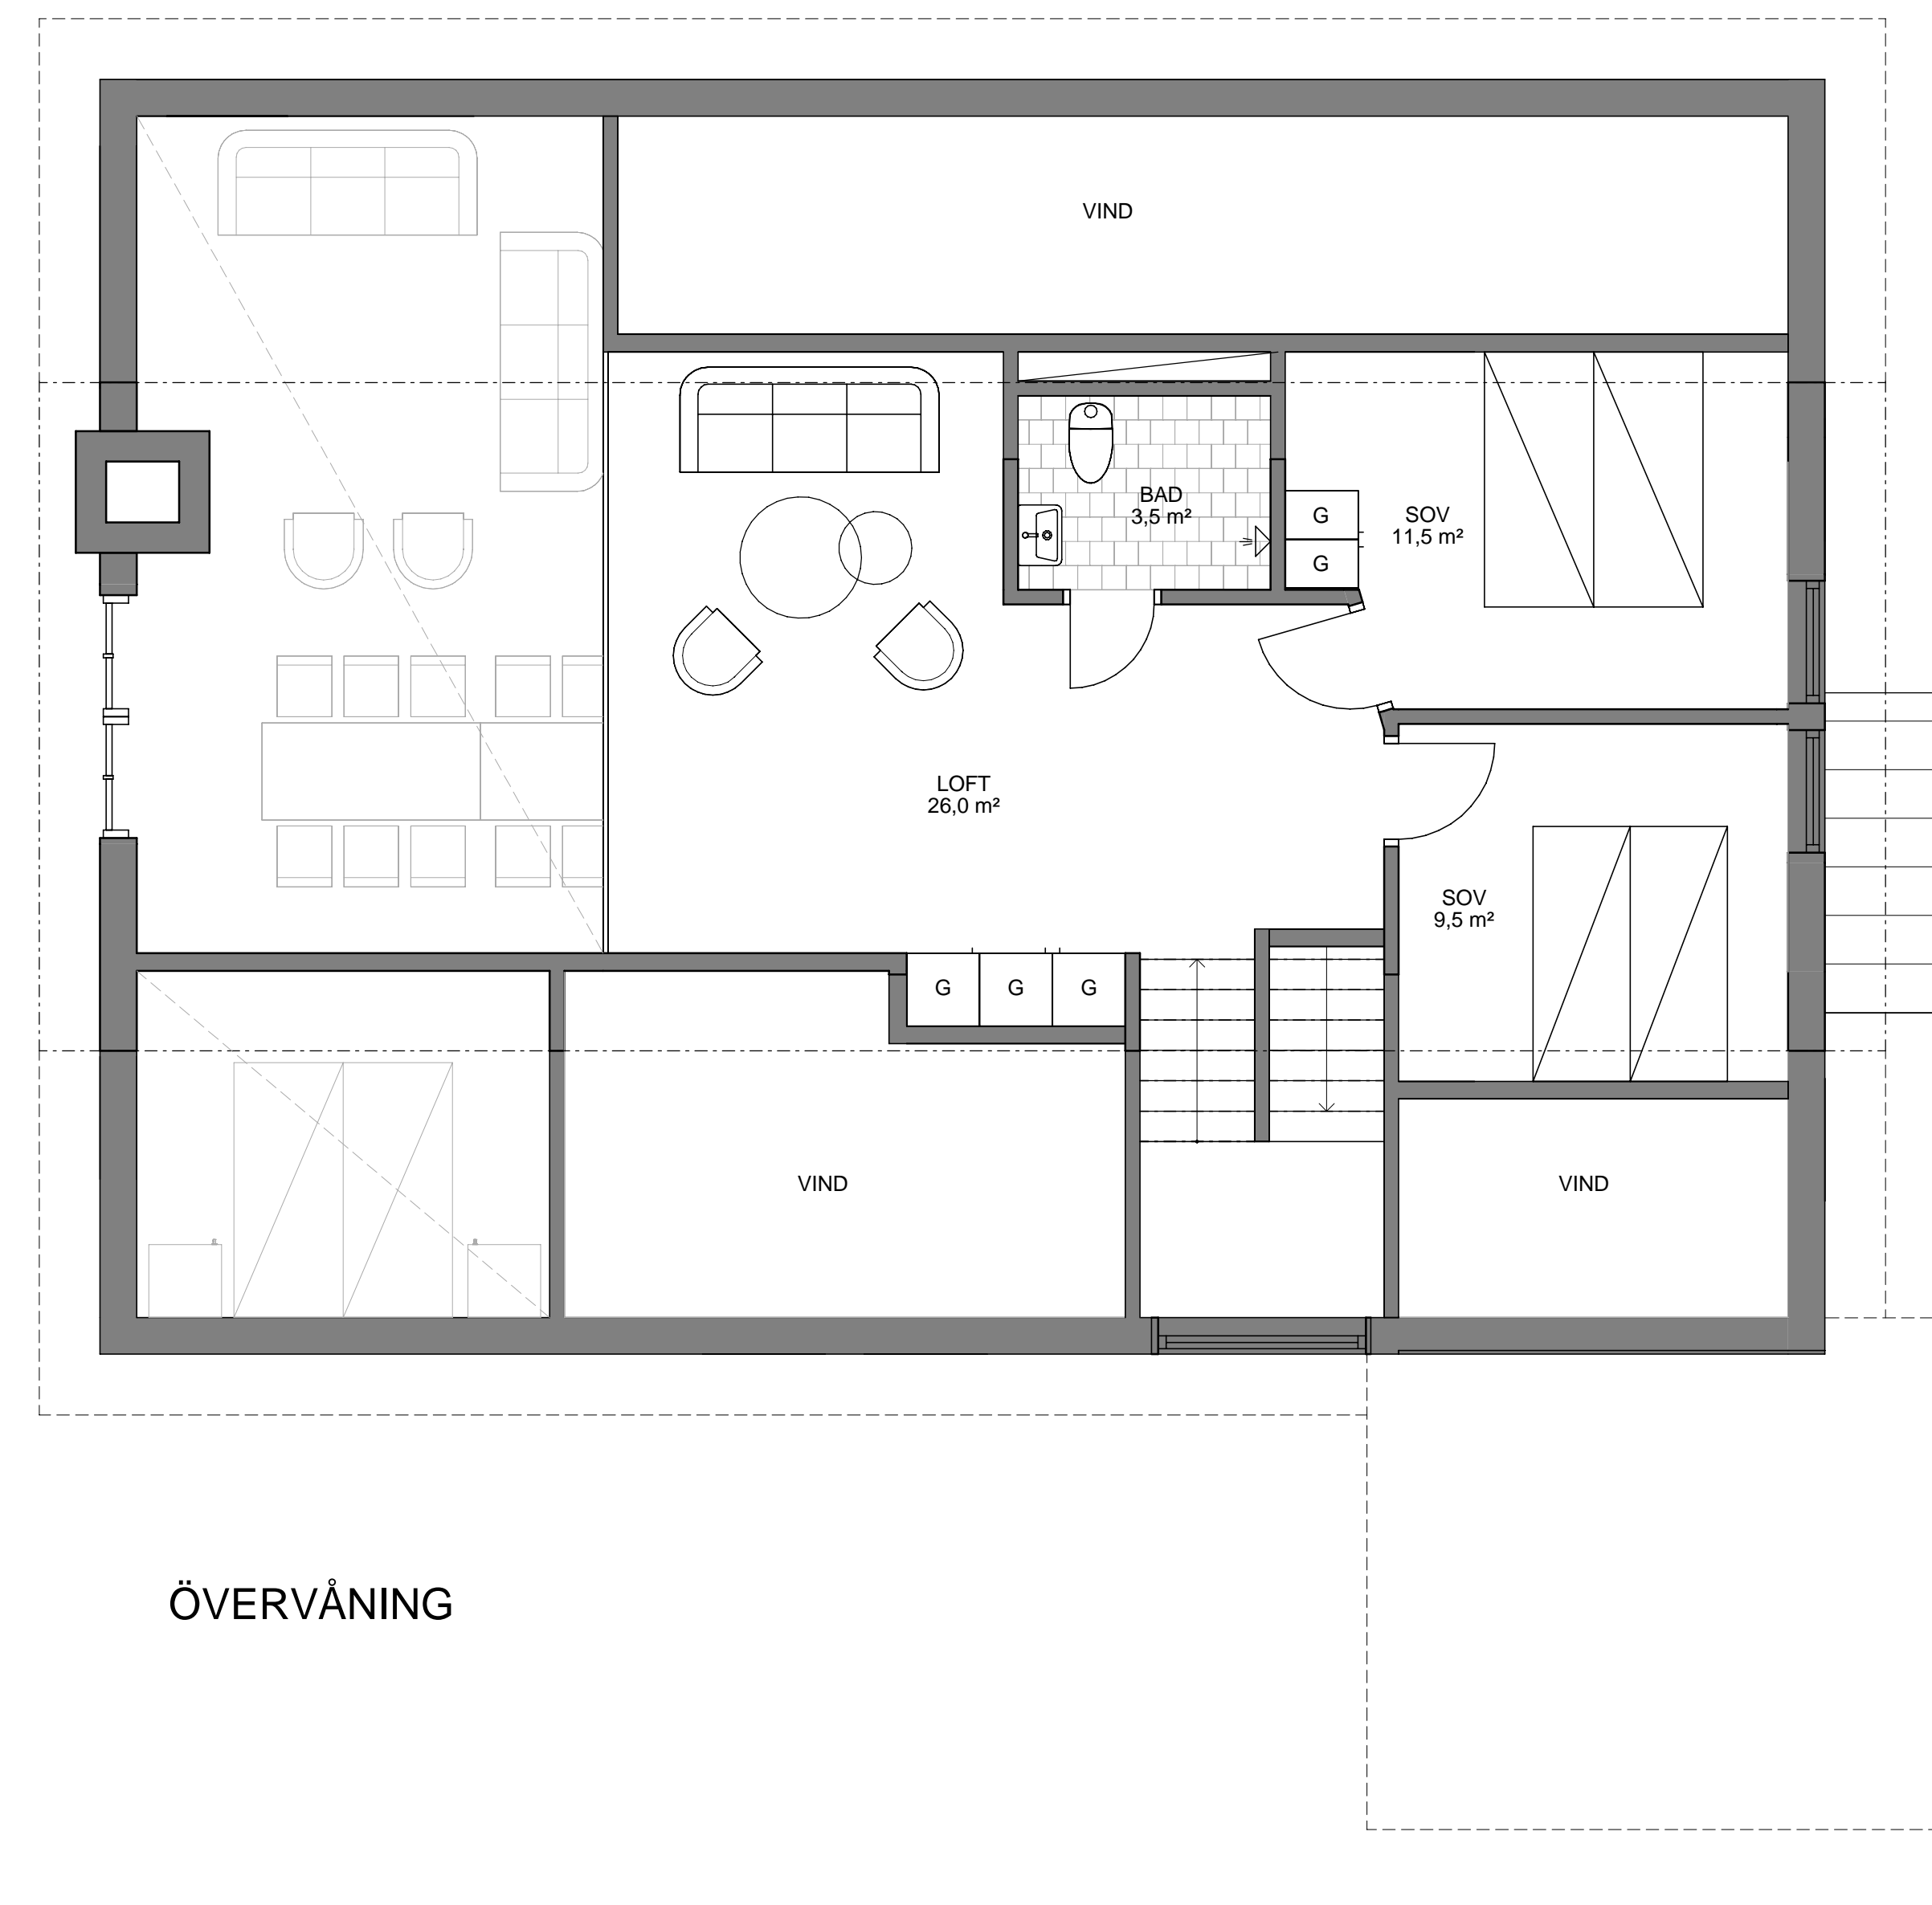 VIND
BAD
3,5 m²
G
G
SOV
11,5 m²
LOFT
26,0 m²
SOV
9,5 m²
G
G
G
VIND
VIND
ÖVERVÅNING